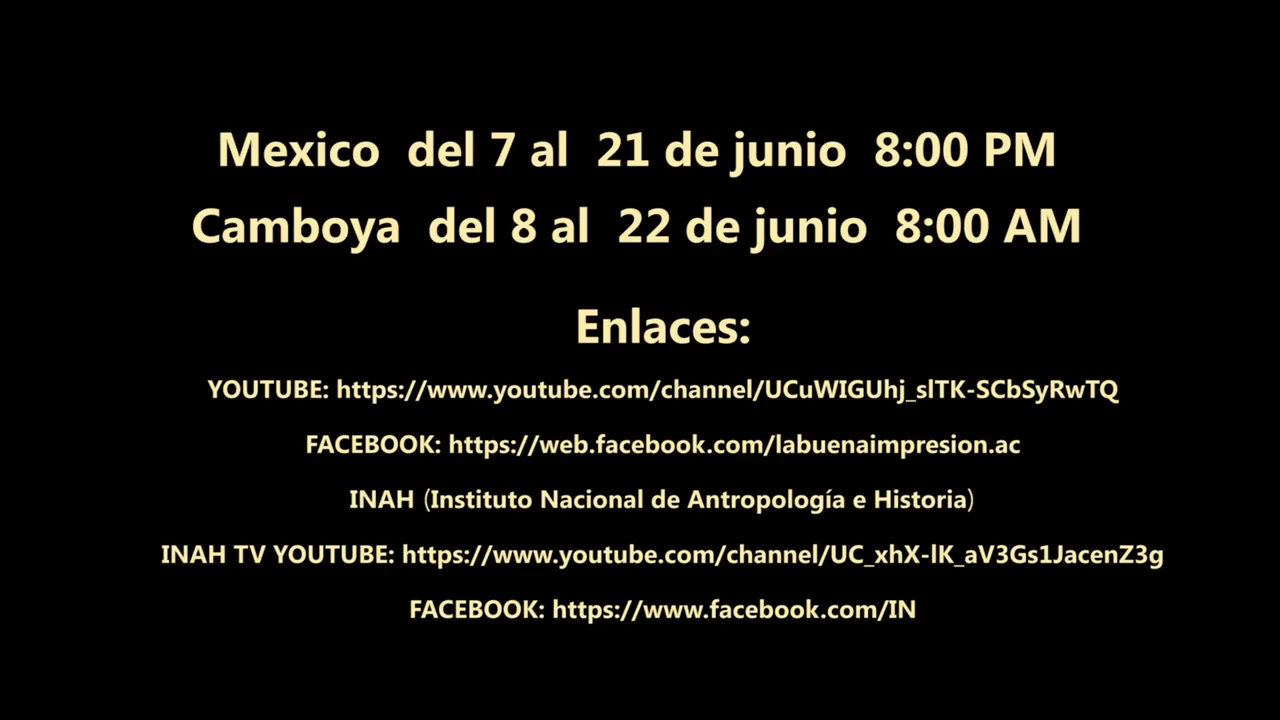 Mexico del 7 al 21 de junio 8:00 PM
Camboya del 8 al 22 de junio 8:00 AM
Enlaces:
YOUTUBE: https://www.youtube.com/channel/UCuWIGUhj_slTK-SCbSyRwTQ
FACEBOOK: https://web.facebook.com/labuenaimpresion.ac
INAH (Instituto Nacional de Antropología e Historia)
INAH TV YOUTUBE: https://www.youtube.com/channel/UC_xhX-lK_aV3Gs1JacenZ3g
FACEBOOK: https://www.facebook.com/IN